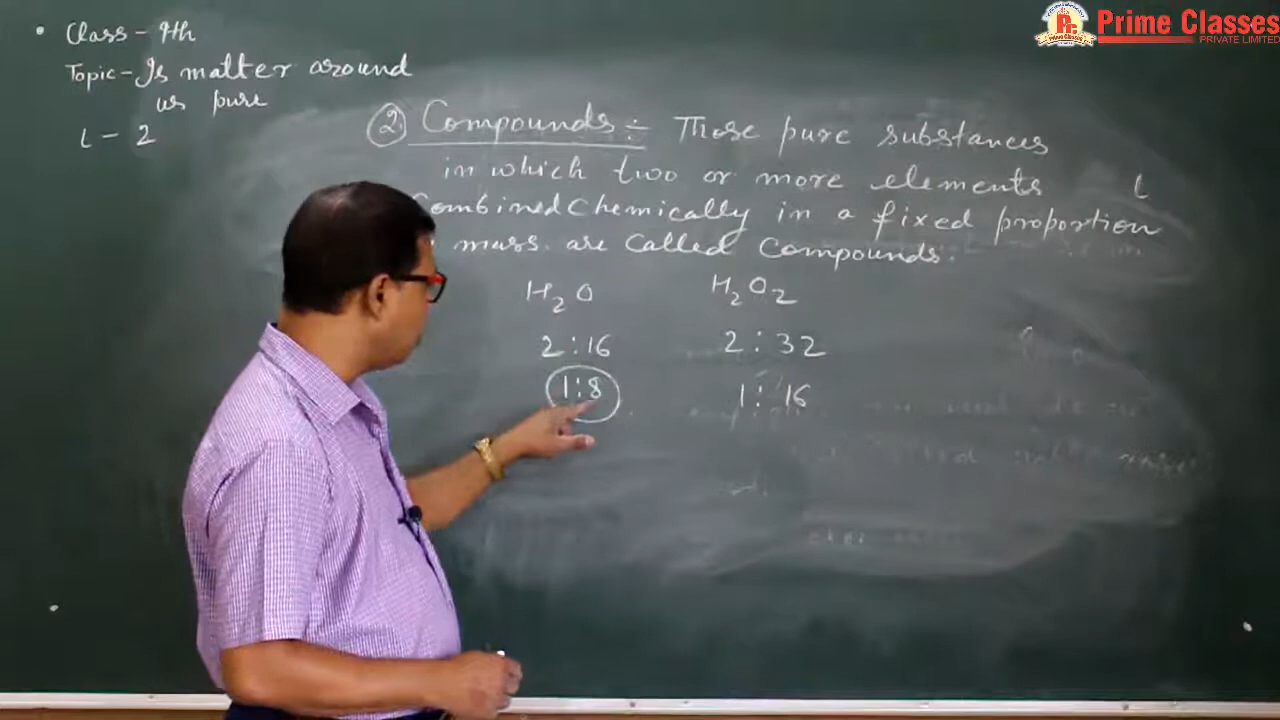 Prime Classes
PRIVATE LIMITED
• Class - 9th
Topic - Is matter around
us pure
L - 2
2. Compounds :- Those pure substances
in which two or more elements
Combined Chemically in a fixed proportion
mass. are Called Compounds.
H2O H2O2
2 : 16 2 : 32
1 : 8 1 : 16